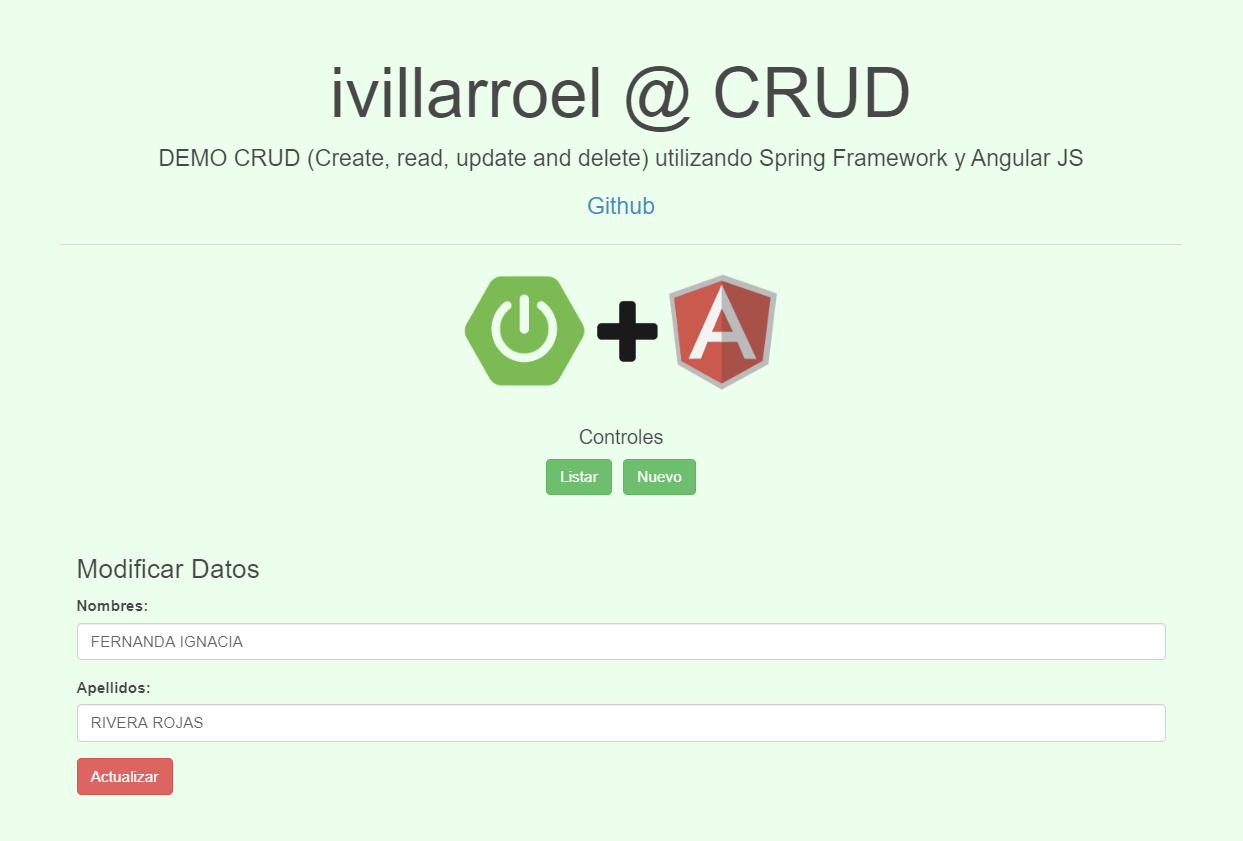 ivillarroel @ CRUD
DEMO CRUD (Create, read, update and delete) utilizando Spring Framework y Angular JS
Github
A
Controles
Listar Nuevo
Modificar Datos
Nombres:
FERNANDA IGNACIA
Apellidos:
RIVERA ROJAS
Actualizar